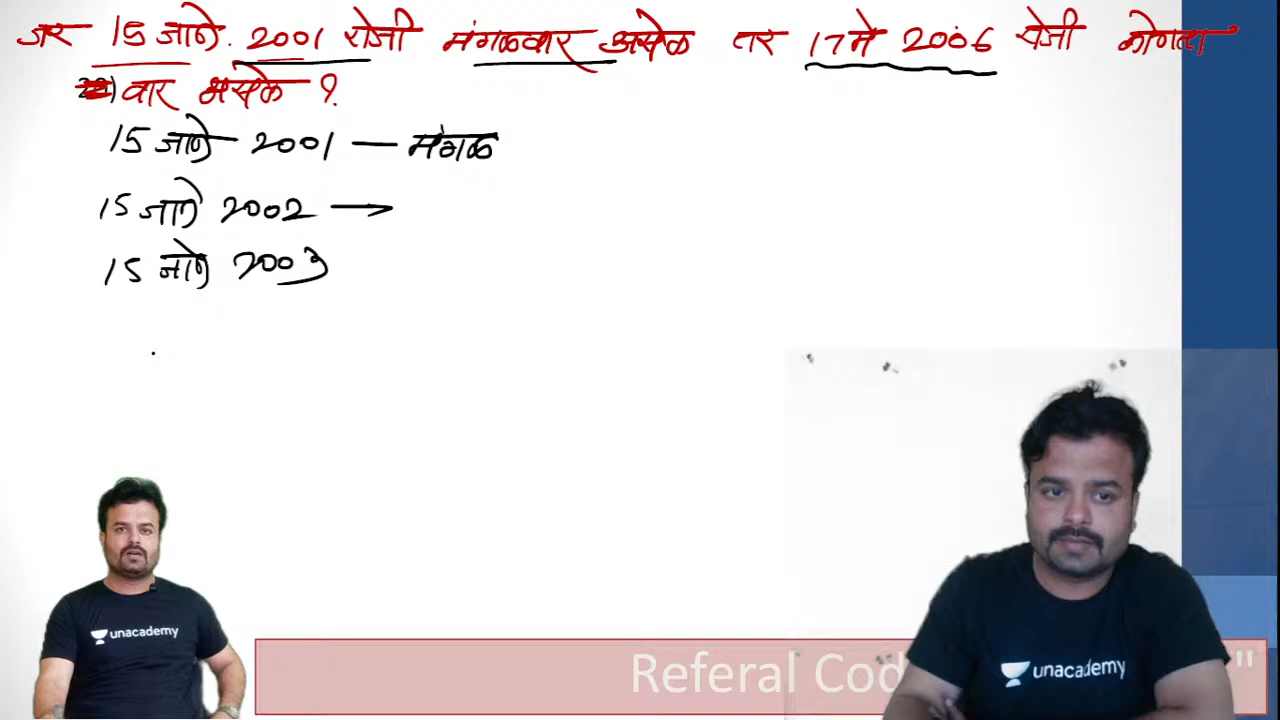 जर 15 जाने. 2001 रोजी मंगळवार असेल तर 17 मे 2006 रोजी कोणता
वार असेल ?
15 जाने 2001 — मंगळ
15 जाने 2002 →
15 जाने 2003
unacademy
unacademy
Referal Cod "